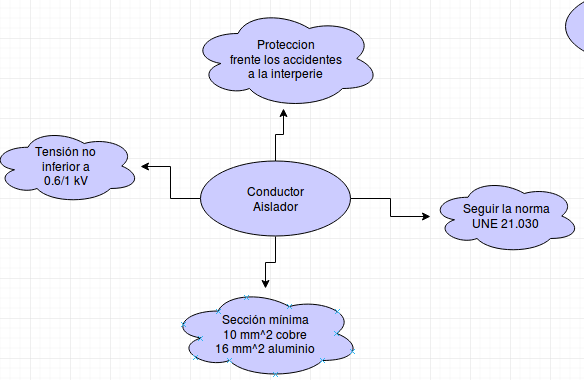 Proteccion
frente los accidentes
a la interperie
Tensión no
inferior a
0.6/1 kV
Conductor
Aislador
Seguir la norma
UNE 21.030
Sección mínima
10 mm^2 cobre
16 mm^2 aluminio